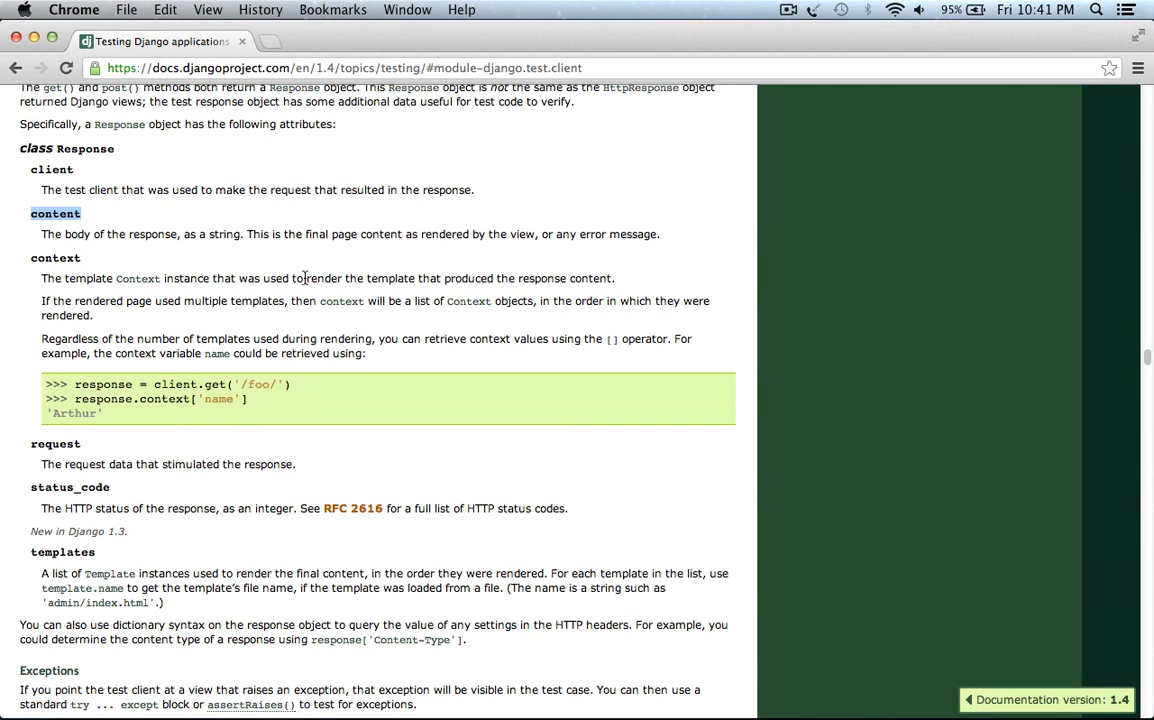 Chrome File Edit View History Bookmarks Window Help 95% Fri 10:41 PM
dj Testing Django applications
https://docs.djangoproject.com/en/1.4/topics/testing/#module-django.test.client
The get() and post() methods both return a Response object. This Response object is not the same as the HttpResponse object
returned Django views; the test response object has some additional data useful for test code to verify.
Specifically, a Response object has the following attributes:
class Response
client
The test client that was used to make the request that resulted in the response.
content
The body of the response, as a string. This is the final page content as rendered by the view, or any error message.
context
The template Context instance that was used to render the template that produced the response content.
If the rendered page used multiple templates, then context will be a list of Context objects, in the order in which they were
rendered.
Regardless of the number of templates used during rendering, you can retrieve context values using the [] operator. For
example, the context variable name could be retrieved using:
>>> response = client.get('/foo/')
>>> response.context['name']
'Arthur'
request
The request data that stimulated the response.
status_code
The HTTP status of the response, as an integer. See RFC 2616 for a full list of HTTP status codes.
New in Django 1.3.
templates
A list of Template instances used to render the final content, in the order they were rendered. For each template in the list, use
template.name to get the template's file name, if the template was loaded from a file. (The name is a string such as
'admin/index.html'.)
You can also use dictionary syntax on the response object to query the value of any settings in the HTTP headers. For example, you
could determine the content type of a response using response['Content-Type'].
Exceptions
If you point the test client at a view that raises an exception, that exception will be visible in the test case. You can then use a
standard try ... except block or assertRaises() to test for exceptions.
Documentation version: 1.4